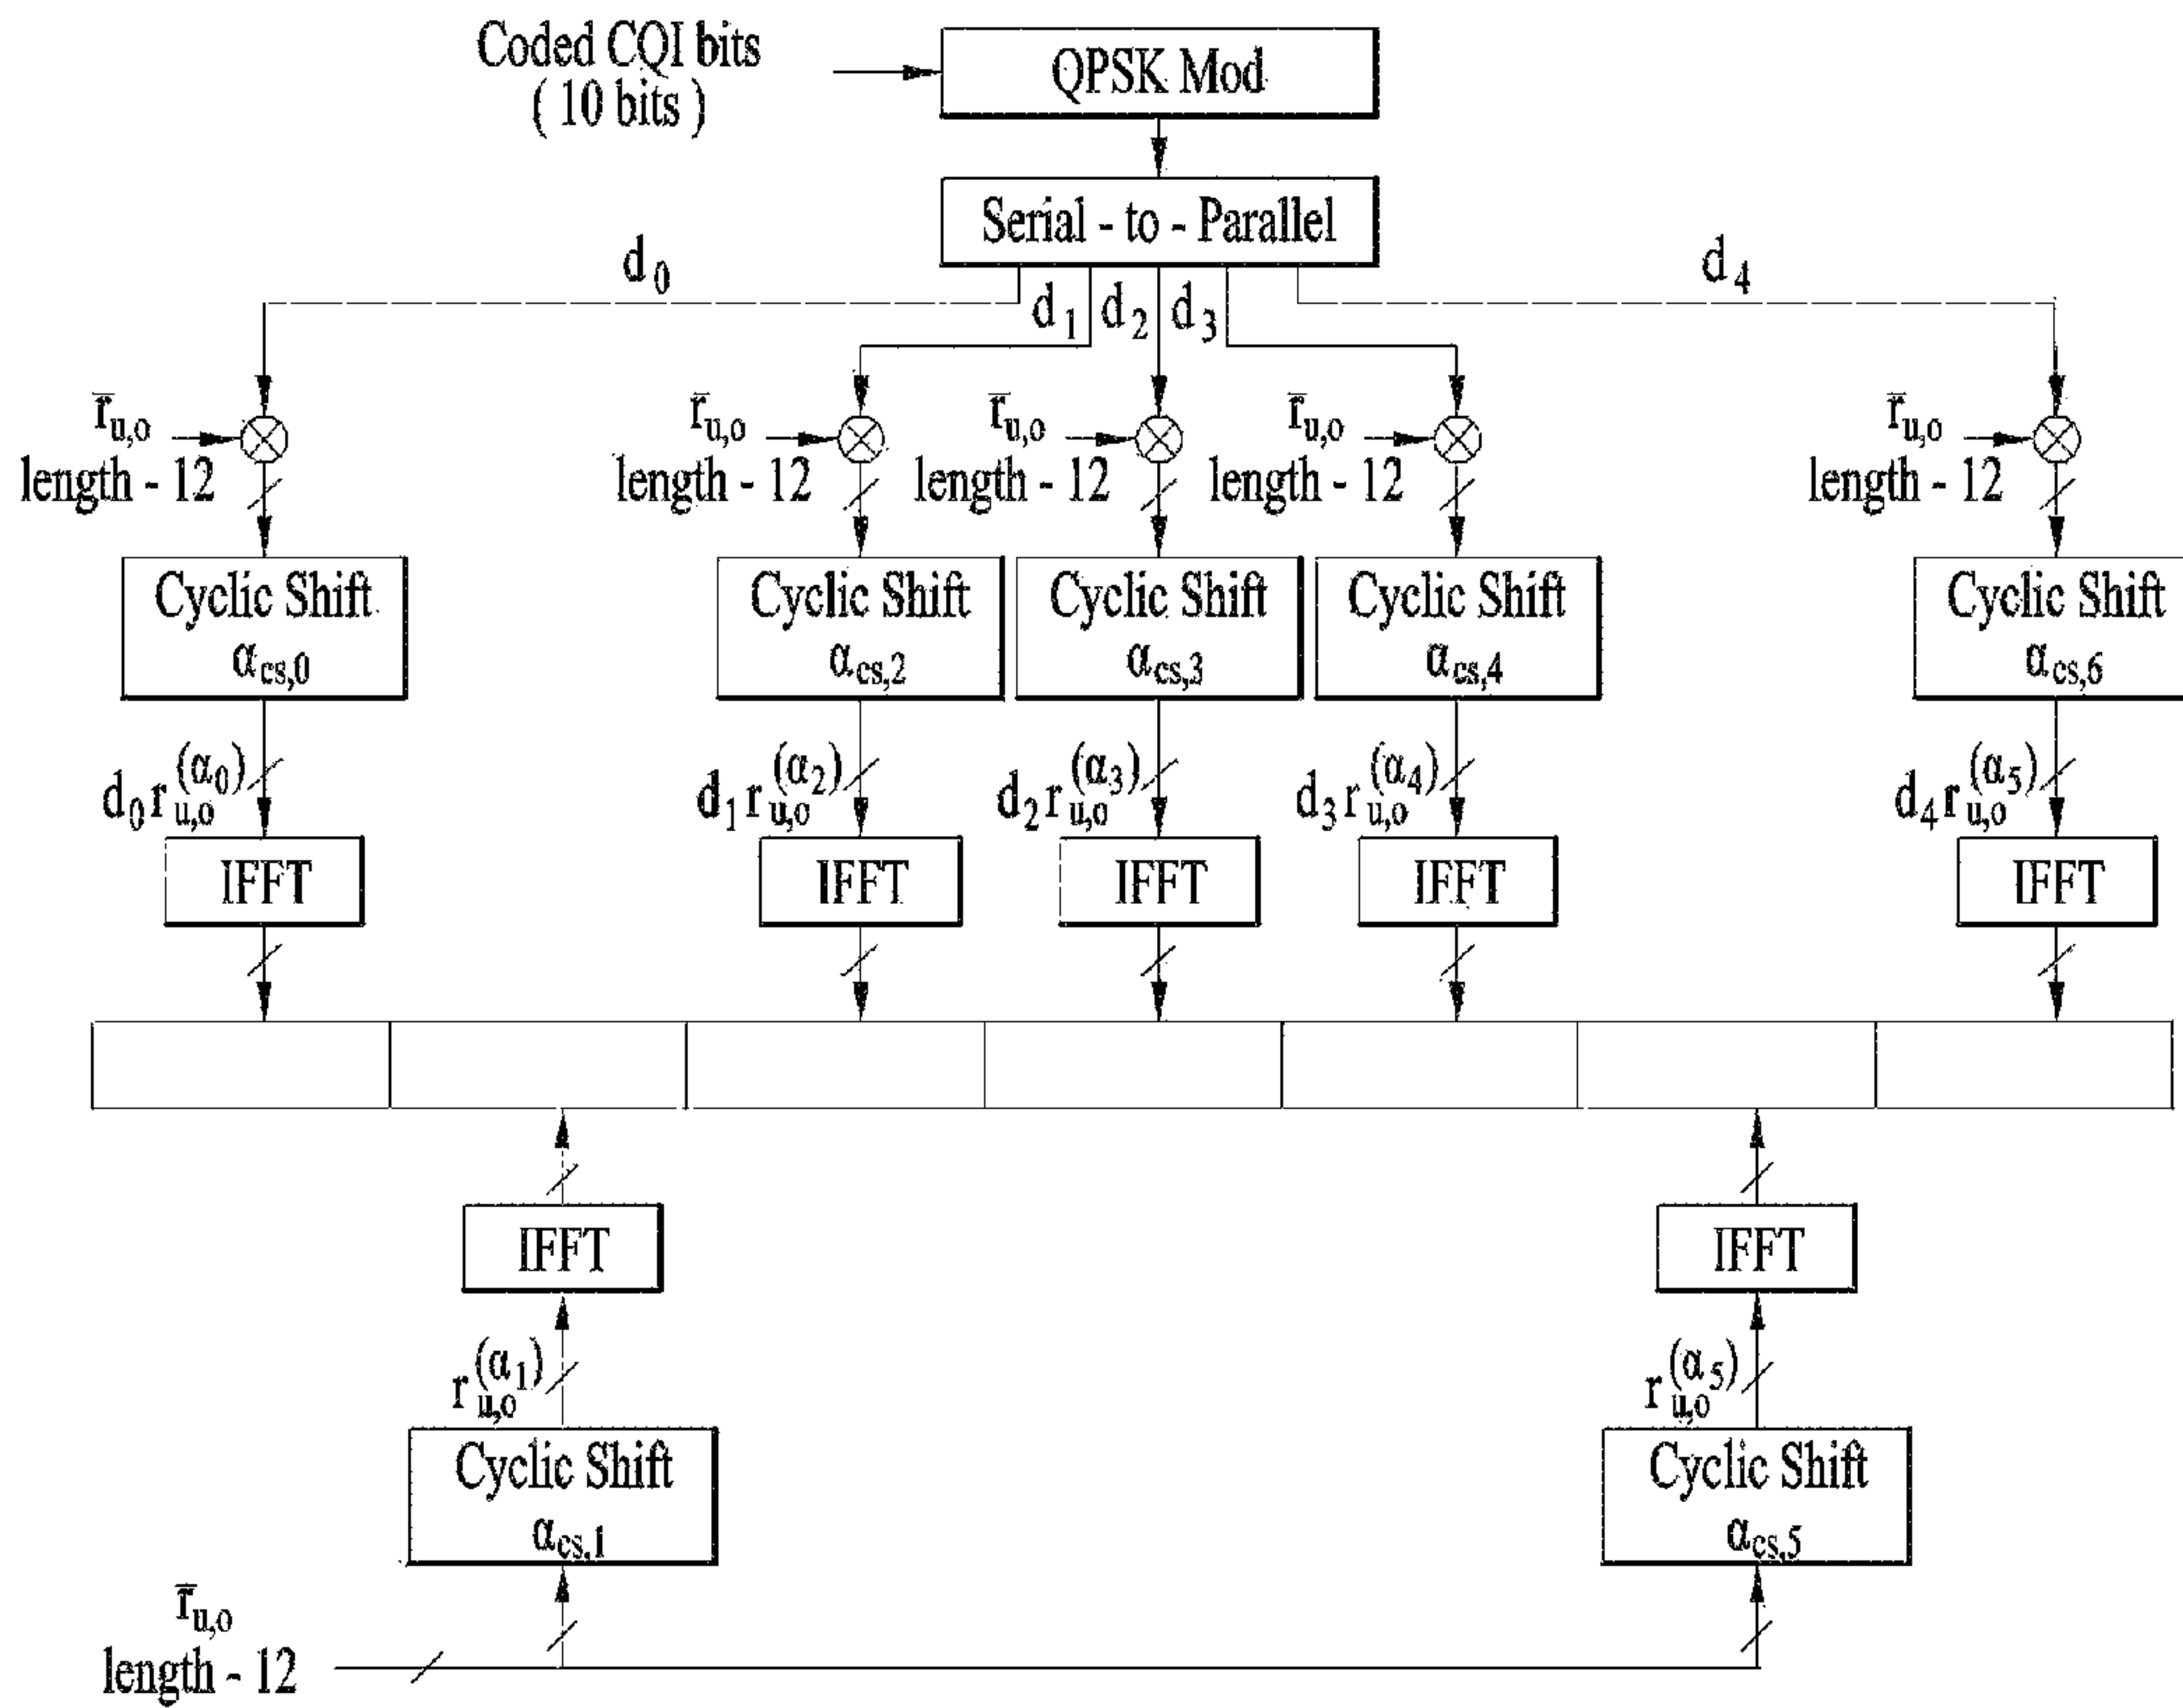 Coded CQI bits
( 10 bits )
QPSK Mod
Serial - to - Parallel
d0
d1 d2 d3
d4
r̄u,o
length - 12
r̄u,o
length - 12
r̄u,o
length - 12
r̄u,o
length - 12
r̄u,o
length - 12
Cyclic Shift
αcs,0
Cyclic Shift
αcs,2
Cyclic Shift
αcs,3
Cyclic Shift
αcs,4
Cyclic Shift
αcs,6
d0 ru,o(α0)
d1 ru,o(α2)
d2 ru,o(α3)
d3 ru,o(α4)
d4 ru,o(α5)
IFFT
IFFT
IFFT
IFFT
IFFT
IFFT
IFFT
ru,o(α1)
ru,o(α5)
Cyclic Shift
αcs,1
Cyclic Shift
αcs,5
r̄u,o
length - 12